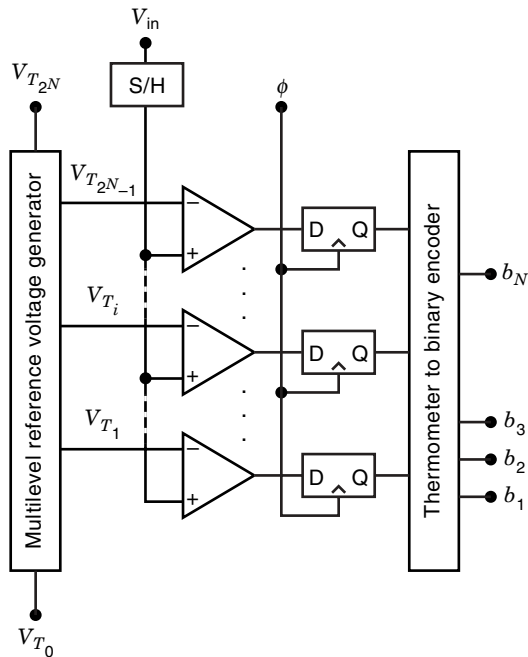 V_in
V_{T_{2^N}}
S/H
ϕ
Multilevel reference voltage generator
V_{T_{2^N-1}}
−
+
D Q
V_{T_i}
−
+
D Q
V_{T_1}
−
+
D Q
Thermometer to binary encoder
b_N
b_3
b_2
b_1
V_{T_0}